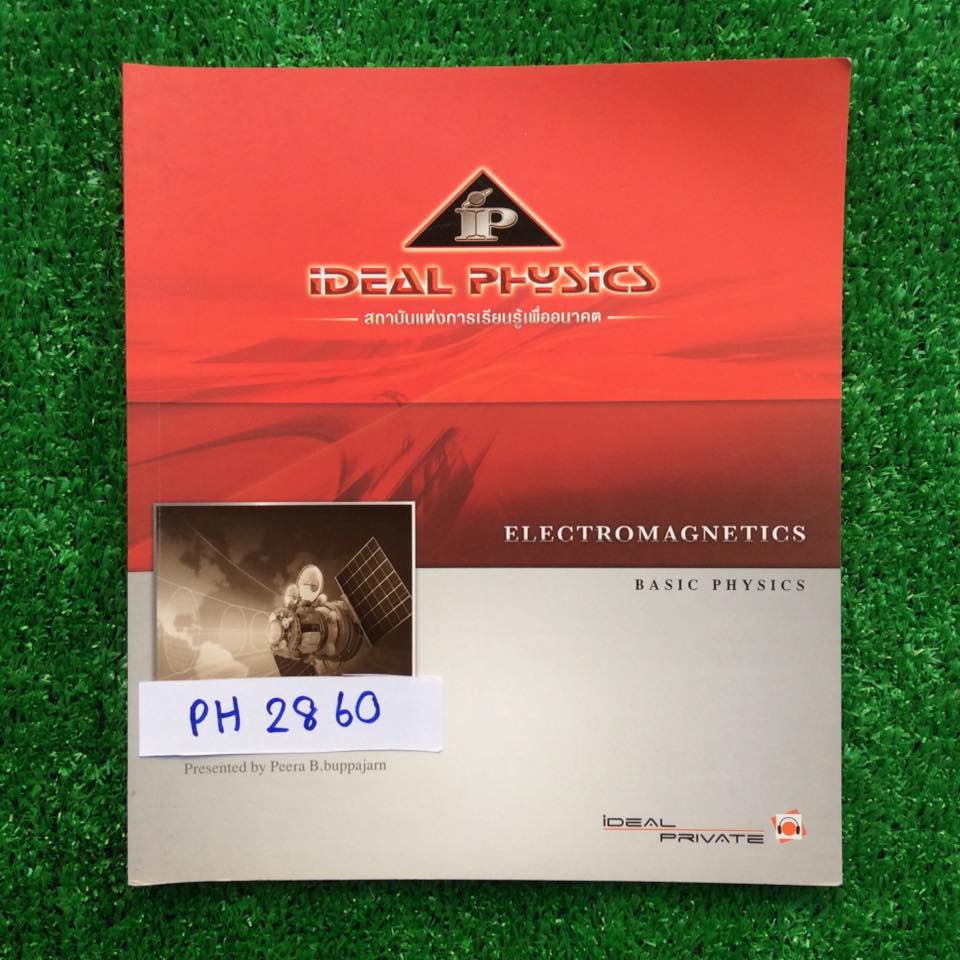 iP
iDEAL PHYSiCS
สถาบันแห่งการเรียนรู้เพื่ออนาคต
ELECTROMAGNETICS
BASIC PHYSICS
PH 2860
Presented by Peera B.buppajarn
iDEAL
PRIVATE